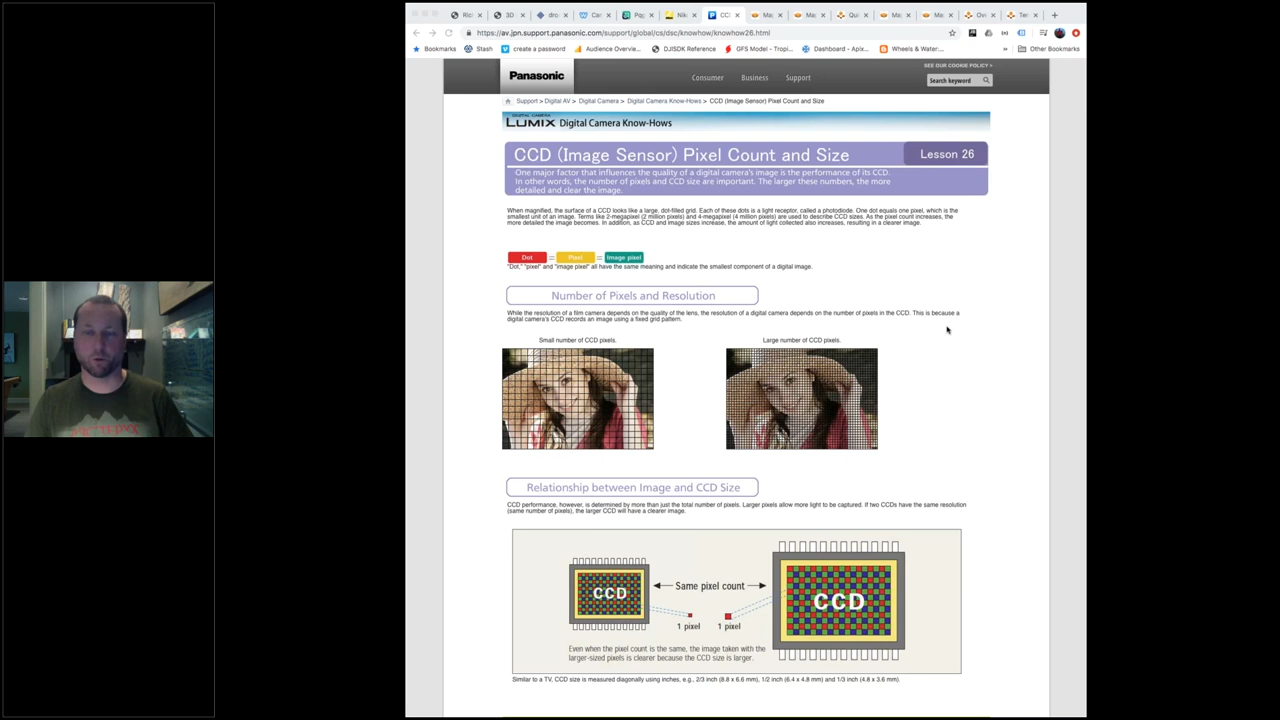 Ric
3D
dro
Car
Pqg
Nik
CC
Map
Map
Qui
Map
Map
Ov
Ter
https://av.jpn.support.panasonic.com/support/global/cs/dsc/knowhow/knowhow26.html
Bookmarks
Stash
create a password
Audience Overvie...
DJISDK Reference
GFS Model - Tropi...
Dashboard - Apix...
Wheels & Water:...
»
Other Bookmarks
SEE OUR COOKIE POLICY >
Panasonic
Consumer
Business
Support
Search keyword
Support > Digital AV > Digital Camera > Digital Camera Know-Hows > CCD (Image Sensor) Pixel Count and Size
DIGITAL CAMERA
LUMIX Digital Camera Know-Hows
CCD (Image Sensor) Pixel Count and Size
Lesson 26
One major factor that influences the quality of a digital camera's image is the performance of its CCD.
In other words, the number of pixels and CCD size are important. The larger these numbers, the more
detailed and clear the image.
When magnified, the surface of a CCD looks like a large, dot-filled grid. Each of these dots is a light receptor, called a photodiode. One dot equals one pixel, which is the
smallest unit of an image. Terms like 2-megapixel (2 million pixels) and 4-megapixel (4 million pixels) are used to describe CCD sizes. As the pixel count increases, the
more detailed the image becomes. In addition, as CCD and image sizes increase, the amount of light collected also increases, resulting in a clearer image.
Dot = Pixel = Image pixel
"Dot," "pixel" and "image pixel" all have the same meaning and indicate the smallest component of a digital image.
Number of Pixels and Resolution
While the resolution of a film camera depends on the quality of the lens, the resolution of a digital camera depends on the number of pixels in the CCD. This is because a
digital camera's CCD records an image using a fixed grid pattern.
Small number of CCD pixels.
Large number of CCD pixels.
Relationship between Image and CCD Size
CCD performance, however, is determined by more than just the total number of pixels. Larger pixels allow more light to be captured. If two CCDs have the same resolution
(same number of pixels), the larger CCD will have a clearer image.
CCD
Same pixel count
CCD
1 pixel
1 pixel
Even when the pixel count is the same, the image taken with the
larger-sized pixels is clearer because the CCD size is larger.
Similar to a TV, CCD size is measured diagonally using inches, e.g., 2/3 inch (8.8 x 6.6 mm), 1/2 inch (6.4 x 4.8 mm) and 1/3 inch (4.8 x 3.6 mm).